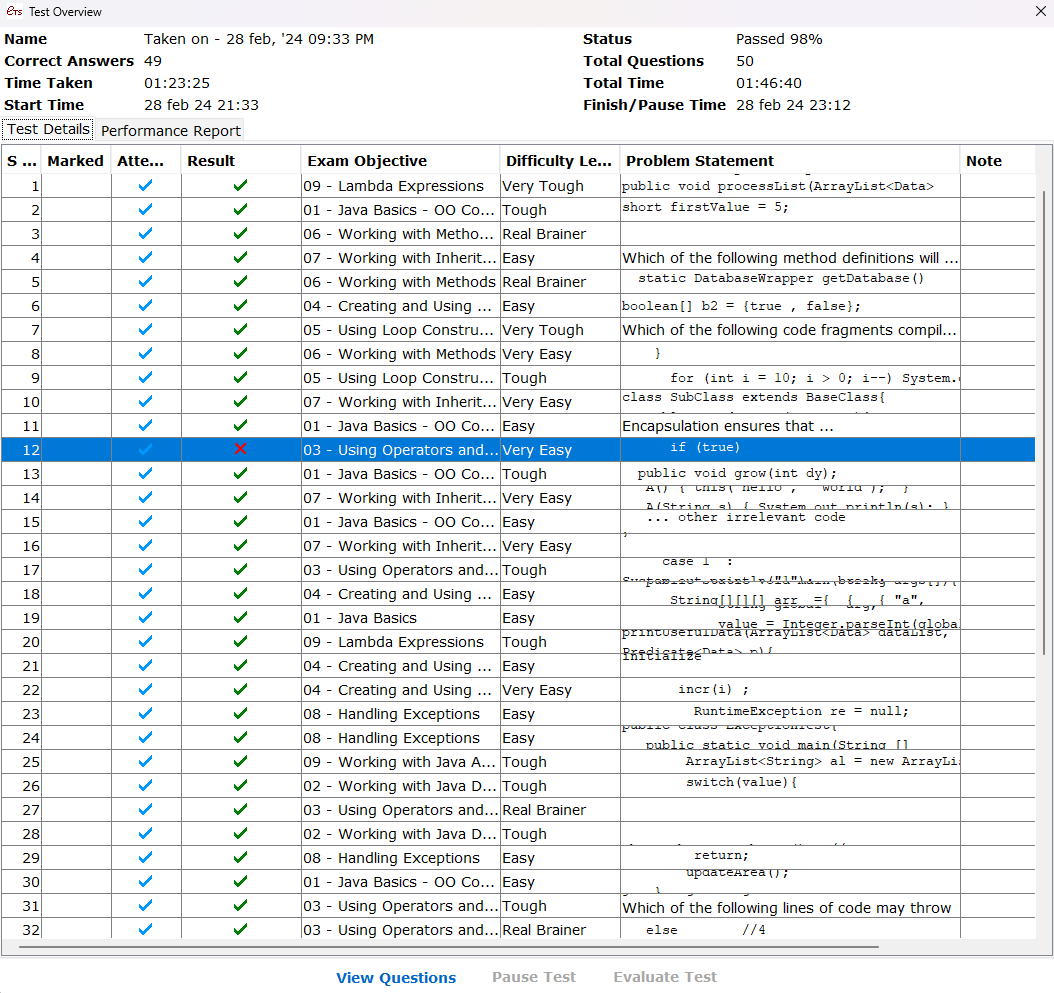 ETS Test Overview
Name Taken on - 28 feb, '24 09:33 PM Status Passed 98%
Correct Answers 49 Total Questions 50
Time Taken 01:23:25 Total Time 01:46:40
Start Time 28 feb 24 21:33 Finish/Pause Time 28 feb 24 23:12
Test Details Performance Report
S ... Marked Atte... Result Exam Objective Difficulty Le... Problem Statement Note
1 09 - Lambda Expressions Very Tough public void processList(ArrayList<Data>
2 01 - Java Basics - OO Co... Tough short firstValue = 5;
3 06 - Working with Metho... Real Brainer
4 07 - Working with Inherit... Easy Which of the following method definitions will ...
5 06 - Working with Methods Real Brainer static DatabaseWrapper getDatabase()
6 04 - Creating and Using ... Easy boolean[] b2 = {true , false};
7 05 - Using Loop Constru... Very Tough Which of the following code fragments compil...
8 06 - Working with Methods Very Easy }
9 05 - Using Loop Constru... Tough for (int i = 10; i > 0; i--) System.
10 07 - Working with Inherit... Very Easy class SubClass extends BaseClass{
11 01 - Java Basics - OO Co... Easy Encapsulation ensures that ...
12 03 - Using Operators and... Very Easy if (true)
13 01 - Java Basics - OO Co... Tough public void grow(int dy);
14 07 - Working with Inherit... Very Easy A() { this("hello", " world"); }
A(String s) { System.out.println(s); }
15 01 - Java Basics - OO Co... Easy ... other irrelevant code
16 07 - Working with Inherit... Very Easy
17 03 - Using Operators and... Tough case 1 :
18 04 - Creating and Using ... Easy String[][][] arr ={ { { "a",
19 01 - Java Basics Easy value = Integer.parseInt(globa
20 09 - Lambda Expressions Tough printUsefulData(ArrayList<Data> dataList,
Predicate<Data> p){
21 04 - Creating and Using ... Easy initialize
22 04 - Creating and Using ... Very Easy incr(i) ;
23 08 - Handling Exceptions Easy RuntimeException re = null;
24 08 - Handling Exceptions Easy public class ExceptionTest{
public static void main(String []
25 09 - Working with Java A... Tough ArrayList<String> al = new ArrayLis
26 02 - Working with Java D... Tough switch(value){
27 03 - Using Operators and... Real Brainer
28 02 - Working with Java D... Tough
29 08 - Handling Exceptions Easy return;
30 01 - Java Basics - OO Co... Easy updateArea();
}
31 03 - Using Operators and... Tough Which of the following lines of code may throw
32 03 - Using Operators and... Real Brainer else //4
View Questions Pause Test Evaluate Test